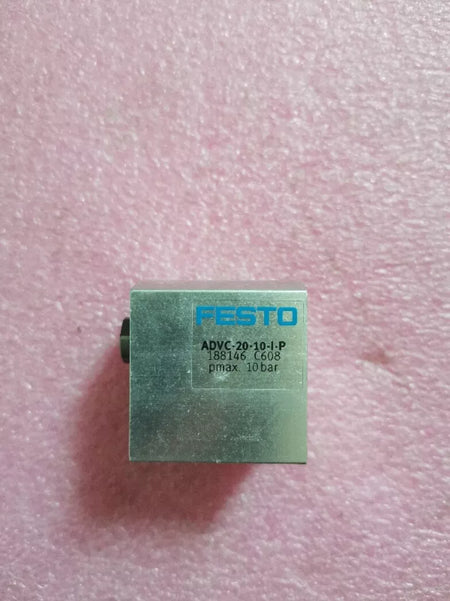 FESTO
ADVC-20-10-I-P
188146 C608
pmax. 10bar